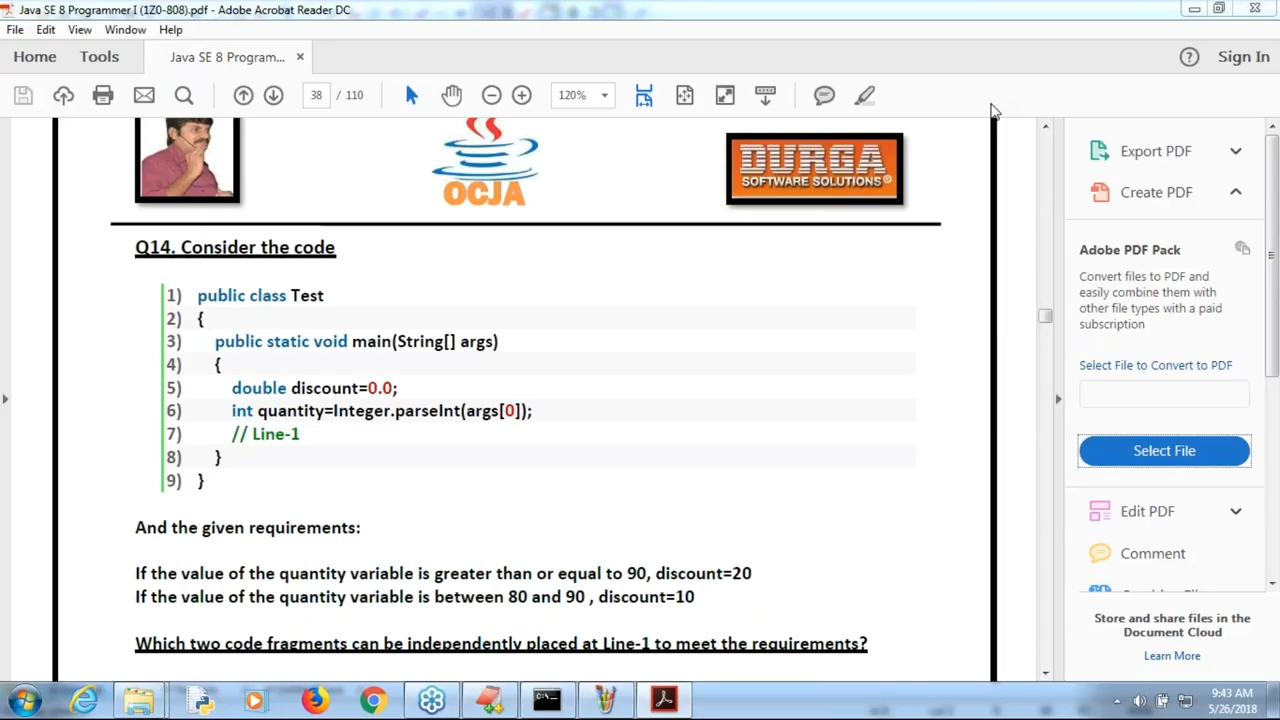 Java SE 8 Programmer I (1Z0-808).pdf - Adobe Acrobat Reader DC
File Edit View Window Help
Home Tools Java SE 8 Program... × Sign In
38 / 110 120%
OCJA
DURGA
SOFTWARE SOLUTIONS®
Q14. Consider the code
1) public class Test
2) {
3) public static void main(String[] args)
4) {
5) double discount=0.0;
6) int quantity=Integer.parseInt(args[0]);
7) // Line-1
8) }
9) }
And the given requirements:
If the value of the quantity variable is greater than or equal to 90, discount=20
If the value of the quantity variable is between 80 and 90 , discount=10
Which two code fragments can be independently placed at Line-1 to meet the requirements?
Export PDF
Create PDF
Adobe PDF Pack
Convert files to PDF and
easily combine them with
other file types with a paid
subscription
Select File to Convert to PDF
Select File
Edit PDF
Comment
Store and share files in the
Document Cloud
Learn More
9:43 AM
5/26/2018